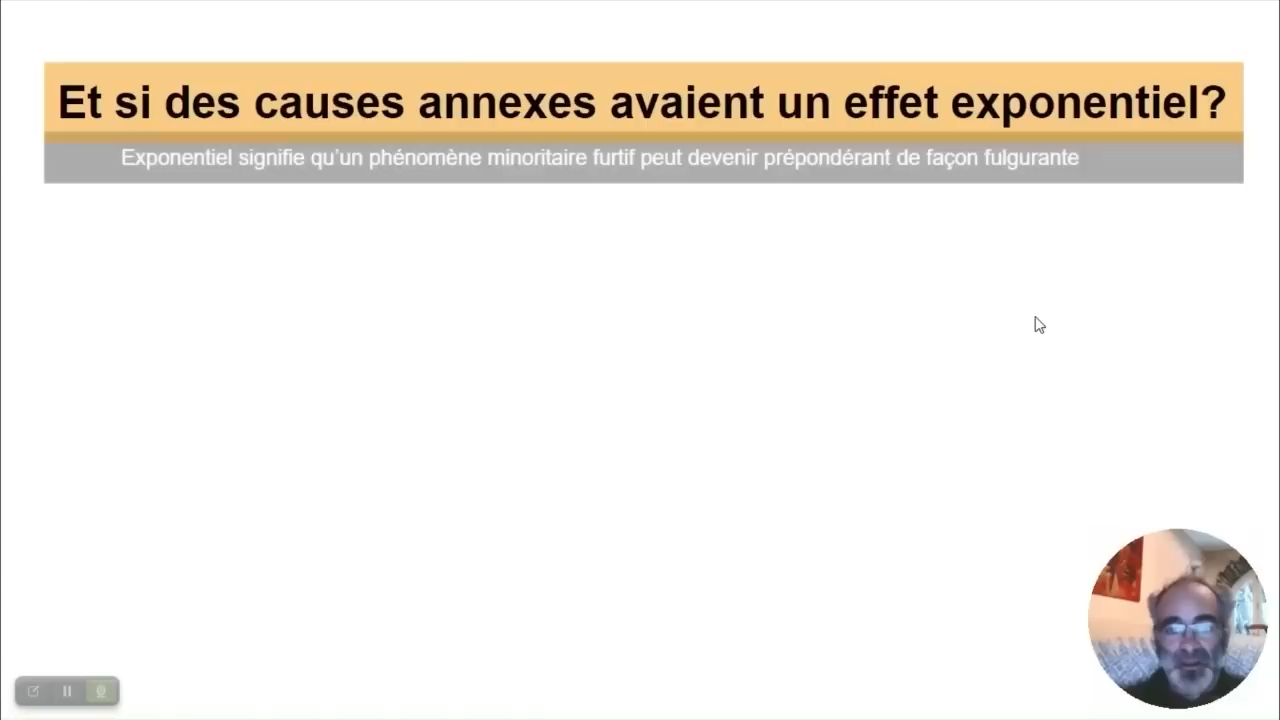 Et si des causes annexes avaient un effet exponentiel?
Exponentiel signifie qu'un phénomène minoritaire furtif peut devenir prépondérant de façon fulgurante